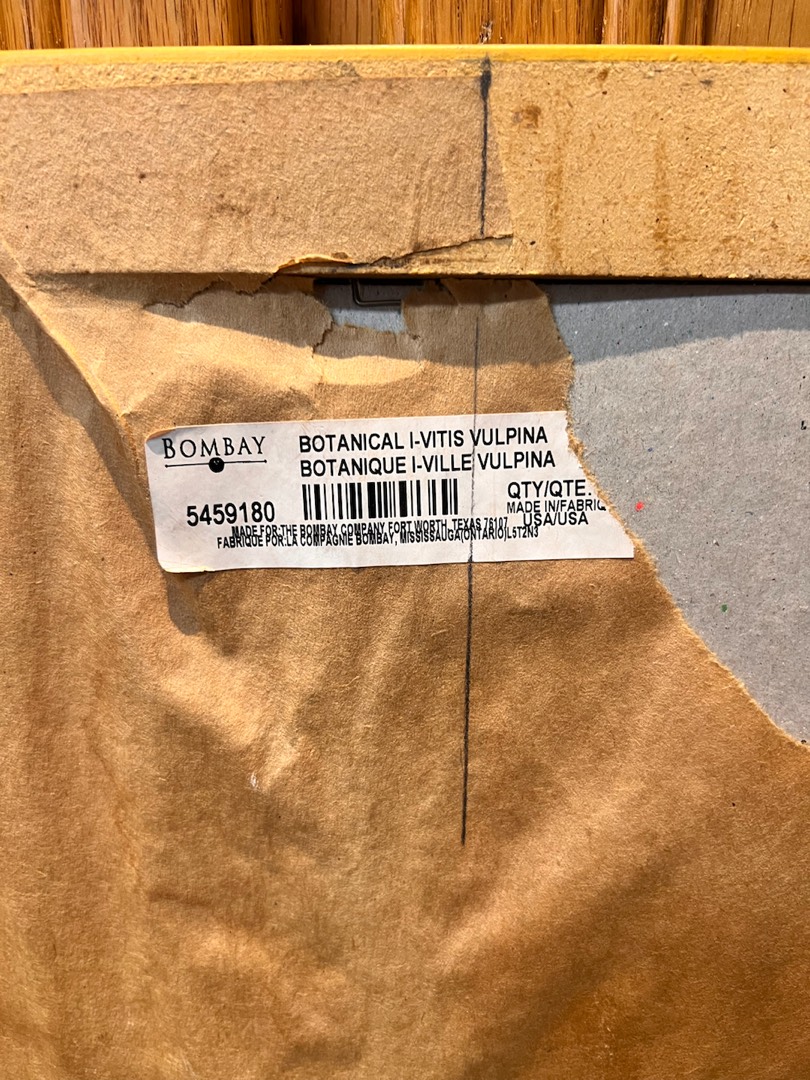 BOMBAY
BOTANICAL I-VITIS VULPINA
BOTANIQUE I-VILLE VULPINA
5459180
QTY/QTE.
MADE IN/FABRIQ
USA/USA
MADE FOR:THE BOMBAY COMPANY FORT WORTH, TEXAS 76107
FABRIQUE POR:LA COMPAGNIE BOMBAY, MISSISSAUGA(ONTARIO)L5T2N3